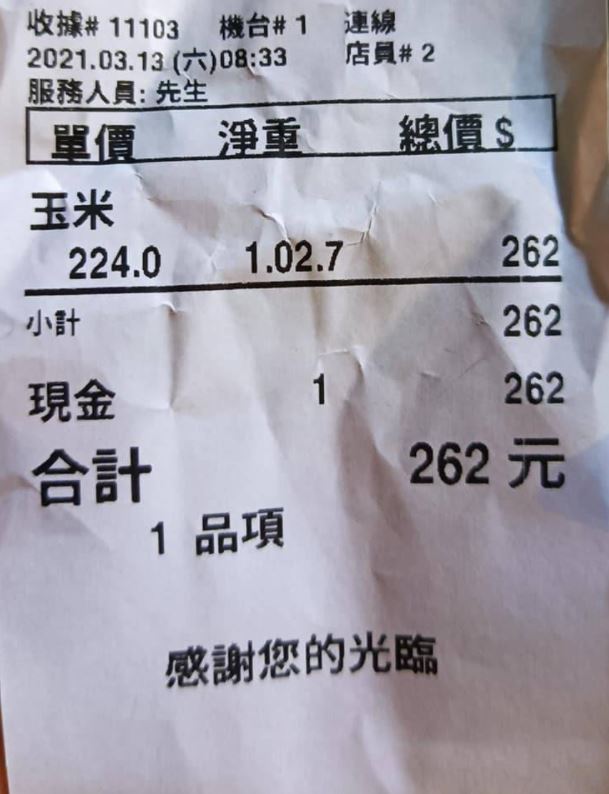 收據# 11103 機台# 1 連線
2021.03.13 (六)08:33 店員# 2
服務人員: 先生
單價 淨重 總價 $
玉米
224.0 1.02.7 262
小計 262
現金 1 262
合計 262 元
1 品項
感謝您的光臨